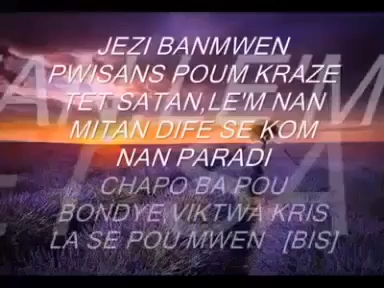 JEZI BANMWEN
PWISANS POUM KRAZE
TET SATAN,LE'M NAN
MITAN DIFE SE KOM
NAN PARADI
CHAPO BA POU
BONDYE,VIKTWA KRIS
LA SE POU MWEN [BIS]